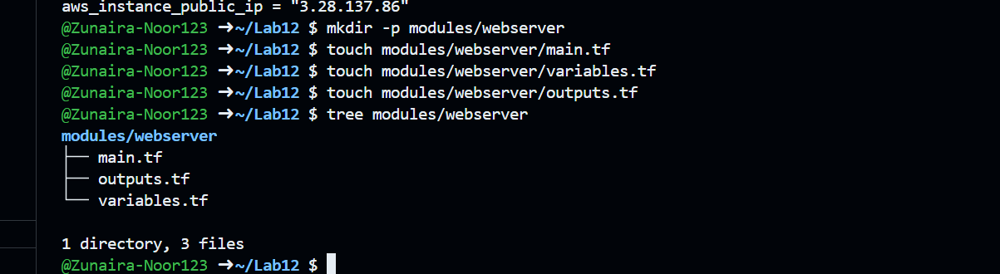 aws_instance_public_ip = "3.28.137.86"
@Zunaira-Noor123 ➜~/Lab12 $ mkdir -p modules/webserver
@Zunaira-Noor123 ➜~/Lab12 $ touch modules/webserver/main.tf
@Zunaira-Noor123 ➜~/Lab12 $ touch modules/webserver/variables.tf
@Zunaira-Noor123 ➜~/Lab12 $ touch modules/webserver/outputs.tf
@Zunaira-Noor123 ➜~/Lab12 $ tree modules/webserver
modules/webserver
├── main.tf
├── outputs.tf
└── variables.tf
1 directory, 3 files
@Zunaira-Noor123 ➜~/Lab12 $